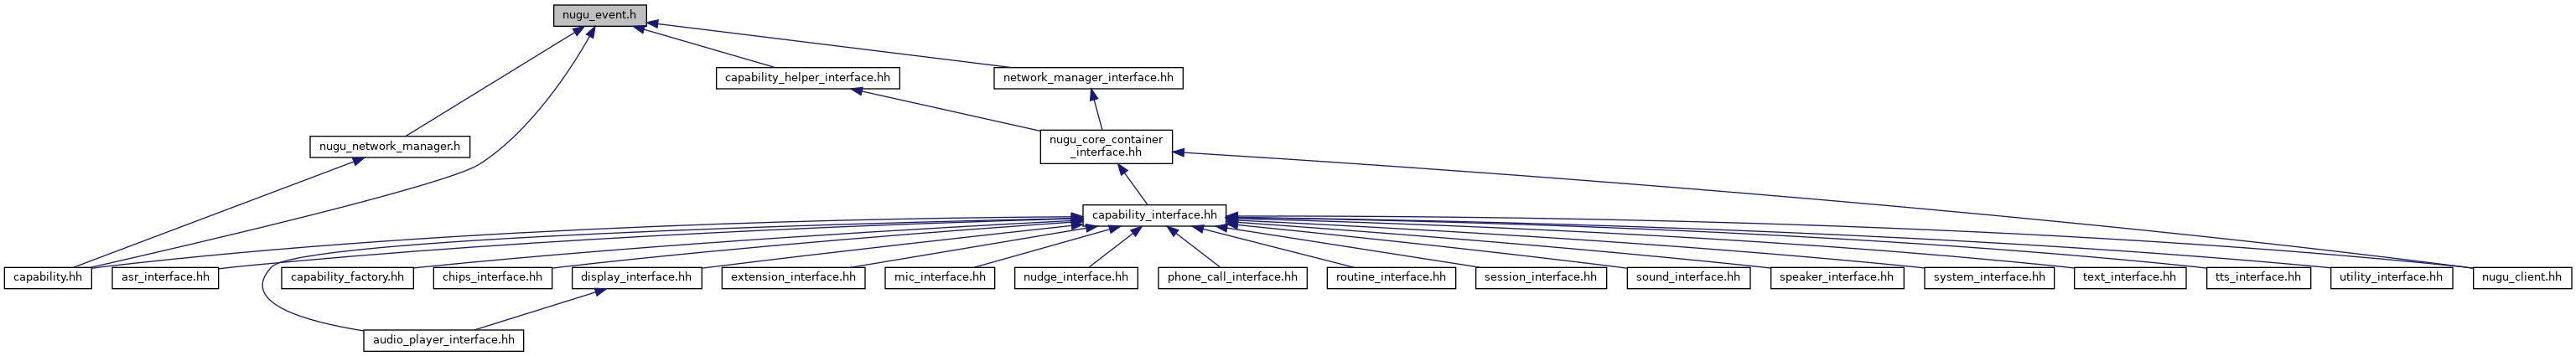 nugu_event.h
capability_helper_interface.hh
network_manager_interface.hh
nugu_network_manager.h
nugu_core_container
_interface.hh
capability_interface.hh
capability.hh
asr_interface.hh
capability_factory.hh
chips_interface.hh
display_interface.hh
extension_interface.hh
mic_interface.hh
nudge_interface.hh
phone_call_interface.hh
routine_interface.hh
session_interface.hh
sound_interface.hh
speaker_interface.hh
system_interface.hh
text_interface.hh
tts_interface.hh
utility_interface.hh
nugu_client.hh
audio_player_interface.hh